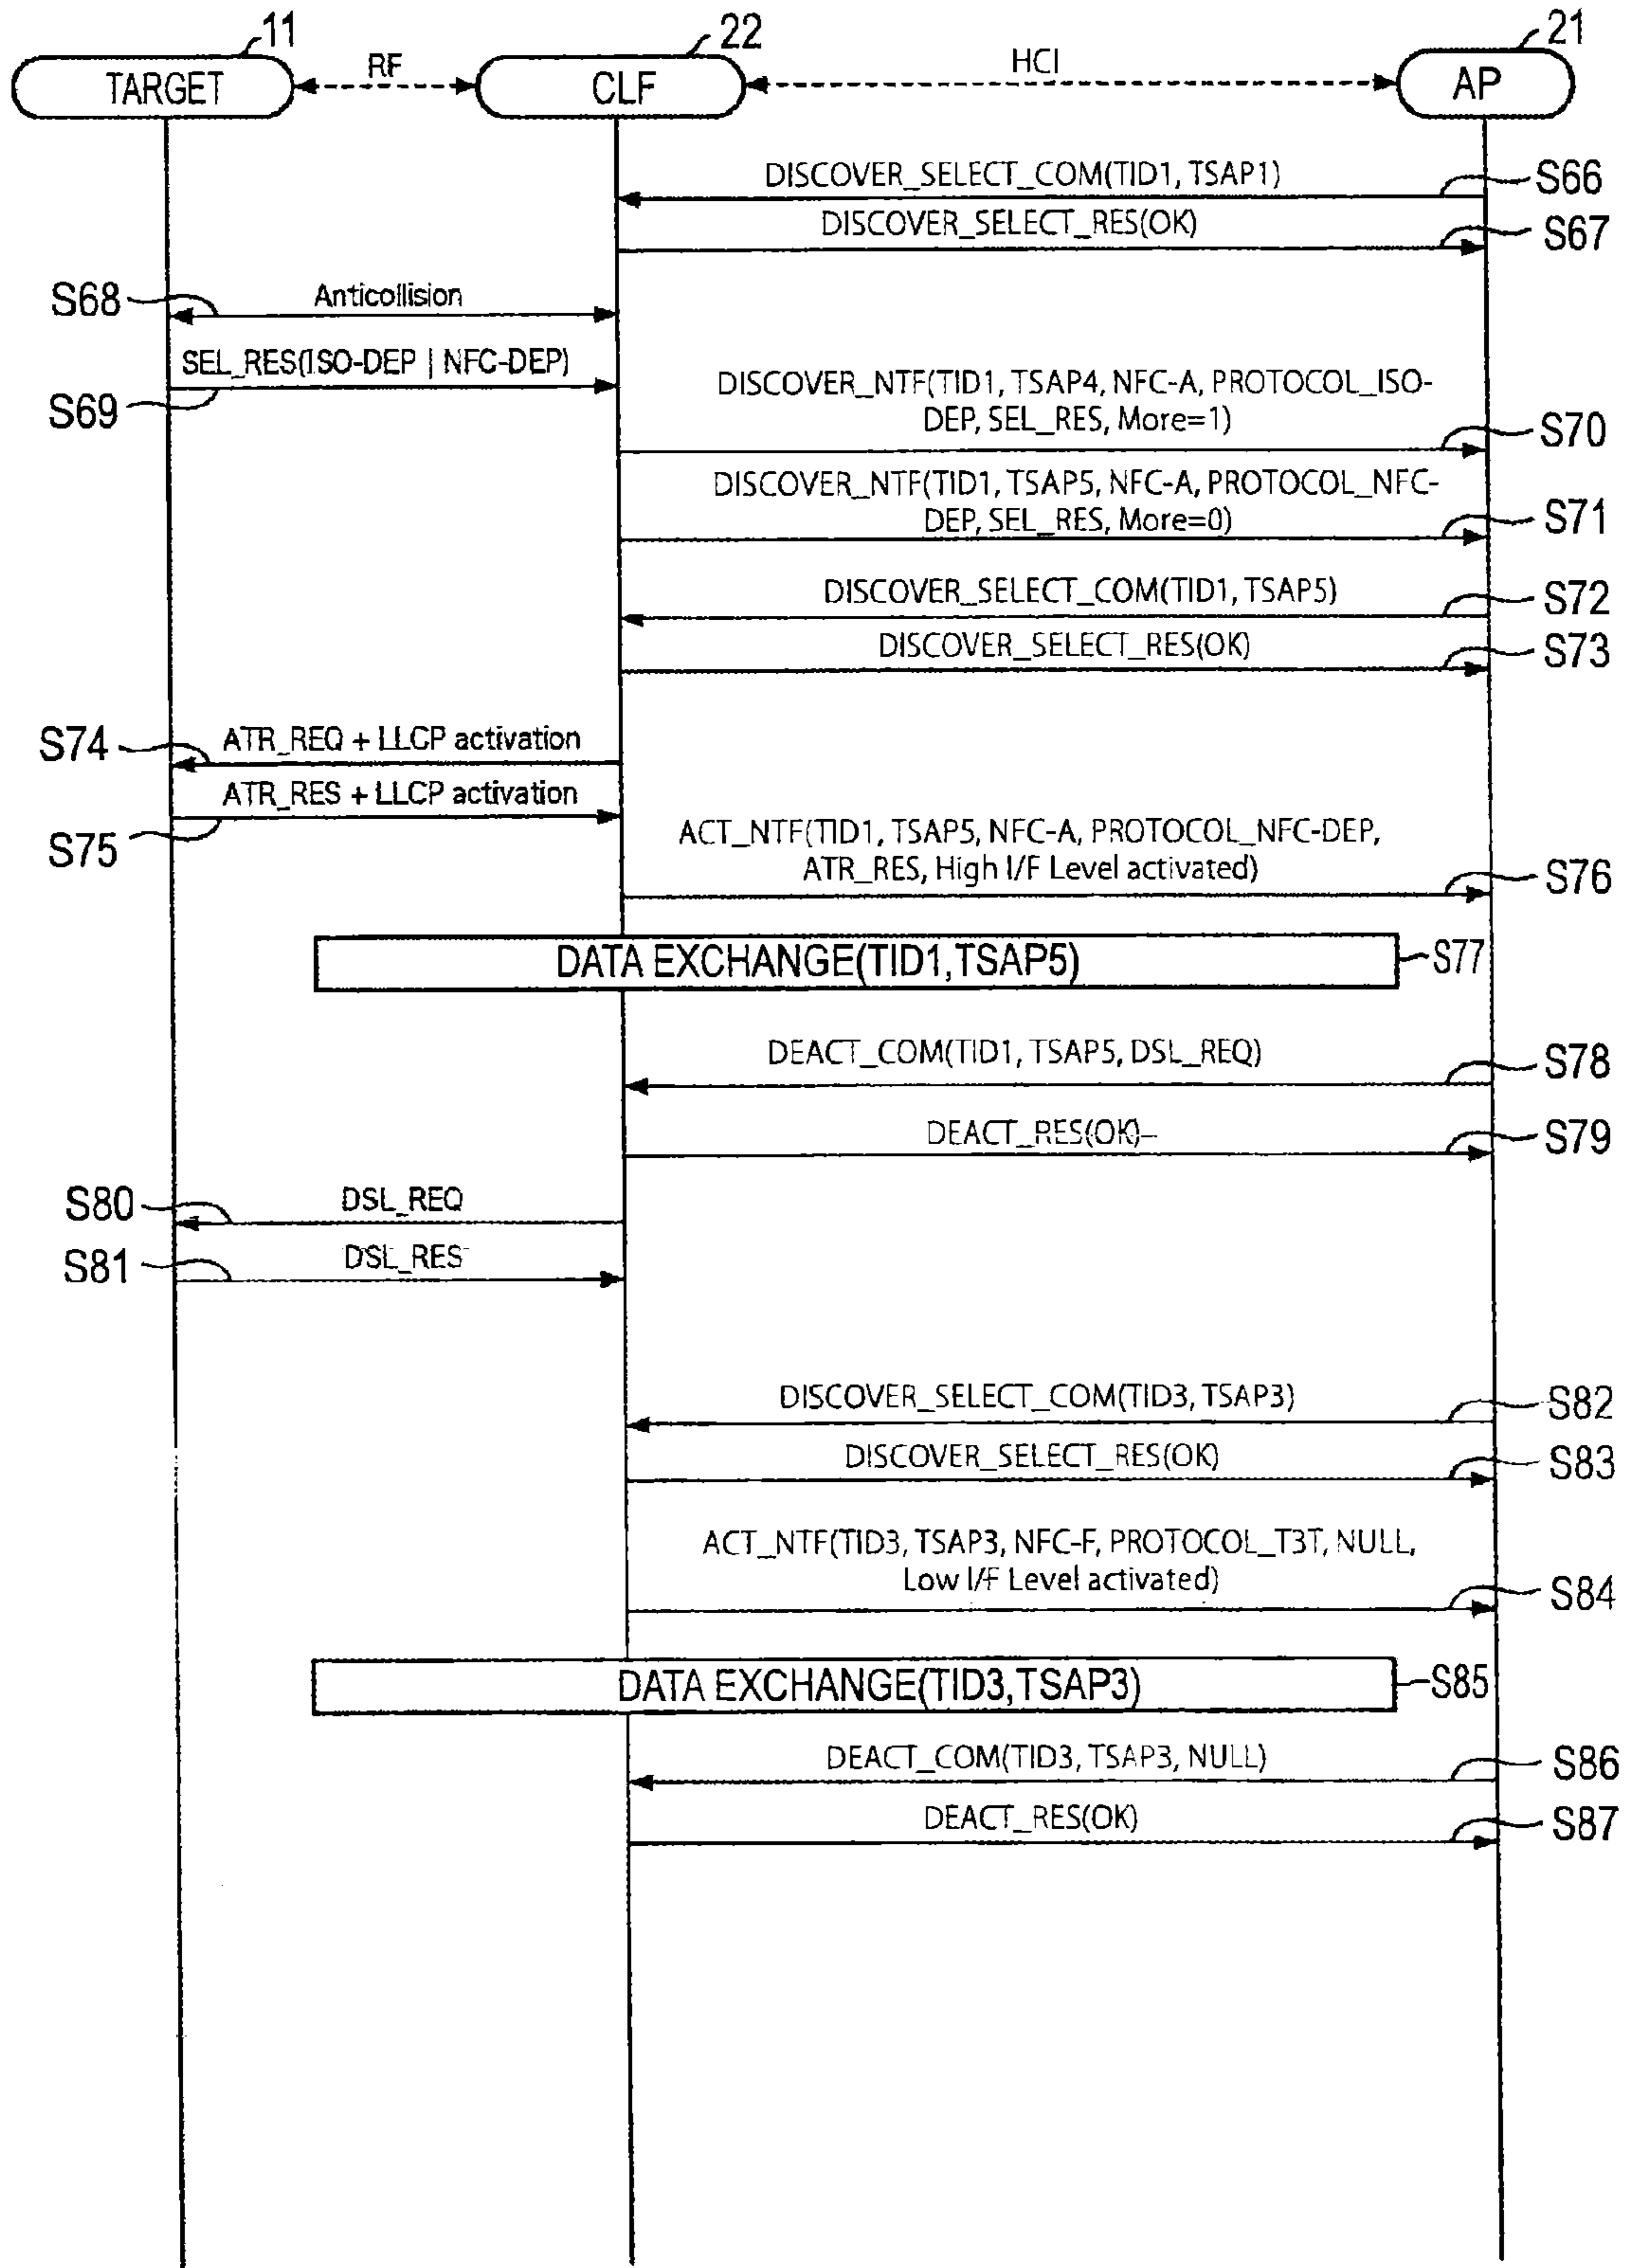 11
22
21
TARGET
RF
CLF
HCI
AP
DISCOVER_SELECT_COM(TID1, TSAP1)
S66
DISCOVER_SELECT_RES(OK)
S67
S68
Anticollision
SEL_RES(ISO-DEP | NFC-DEP)
S69
DISCOVER_NTF(TID1, TSAP4, NFC-A, PROTOCOL_ISO-
DEP, SEL_RES, More=1)
S70
DISCOVER_NTF(TID1, TSAP5, NFC-A, PROTOCOL_NFC-
DEP, SEL_RES, More=0)
S71
DISCOVER_SELECT_COM(TID1, TSAP5)
S72
DISCOVER_SELECT_RES(OK)
S73
S74
ATR_REQ + LLCP activation
ATR_RES + LLCP activation
S75
ACT_NTF(TID1, TSAP5, NFC-A, PROTOCOL_NFC-DEP,
ATR_RES, High I/F Level activated)
S76
DATA EXCHANGE(TID1,TSAP5)
S77
DEACT_COM(TID1, TSAP5, DSL_REQ)
S78
DEACT_RES(OK)
S79
S80
DSL_REQ
S81
DSL_RES
DISCOVER_SELECT_COM(TID3, TSAP3)
S82
DISCOVER_SELECT_RES(OK)
S83
ACT_NTF(TID3, TSAP3, NFC-F, PROTOCOL_T3T, NULL,
Low I/F Level activated)
S84
DATA EXCHANGE(TID3,TSAP3)
S85
DEACT_COM(TID3, TSAP3, NULL)
S86
DEACT_RES(OK)
S87